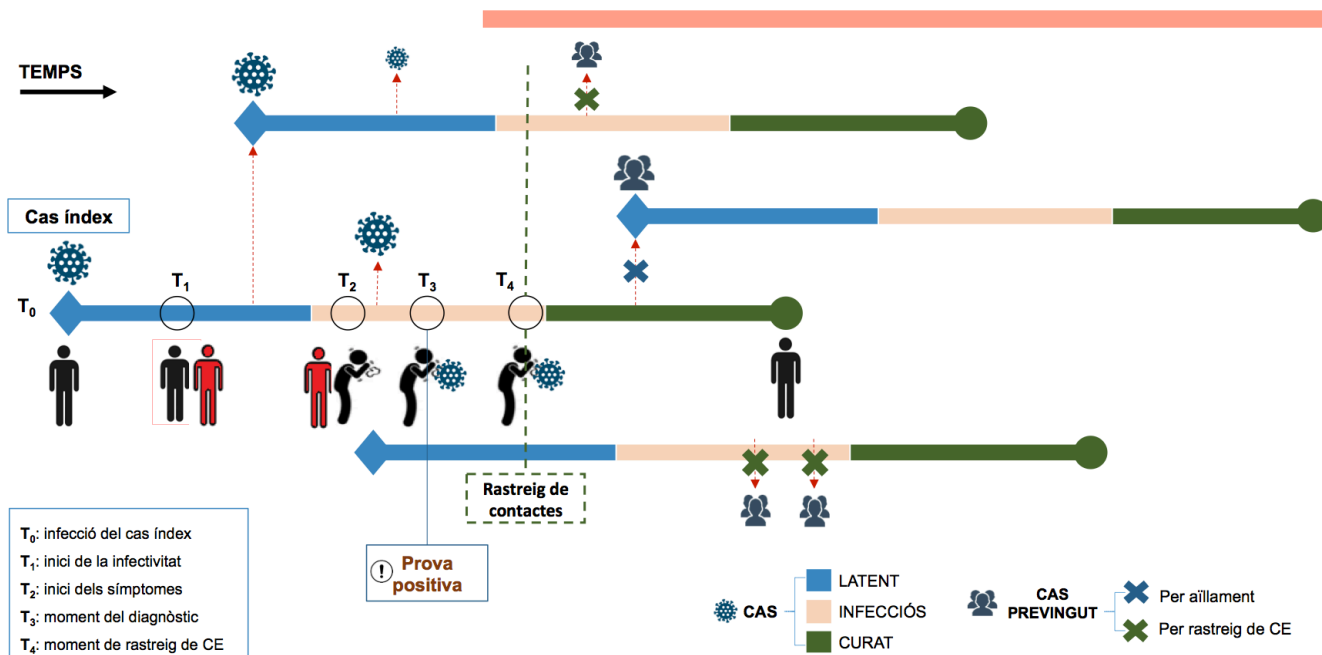 TEMPS
Cas índex
T₀
T₁
T₂
T₃
T₄
Rastreig de
contactes
! Prova
positiva
T₀: infecció del cas índex
T₁: inici de la infectivitat
T₂: inici dels símptomes
T₃: moment del diagnòstic
T₄: moment de rastreig de CE
CAS
LATENT
INFECCIÓS
CURAT
CAS
PREVINGUT
Per aïllament
Per rastreig de CE